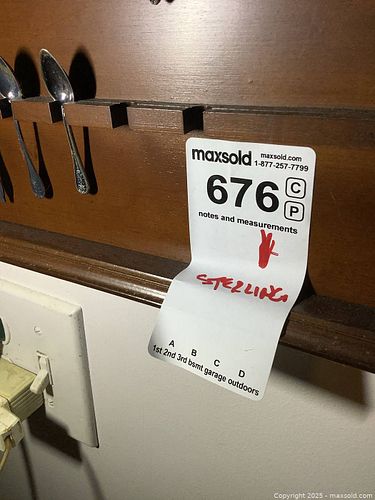 maxsold maxsold.com
1-877-257-7799
676 C
P
notes and measurements
STERLING
A B C D
1st 2nd 3rd bsmt garage outdoors
Copyright 2025 - maxsold.com